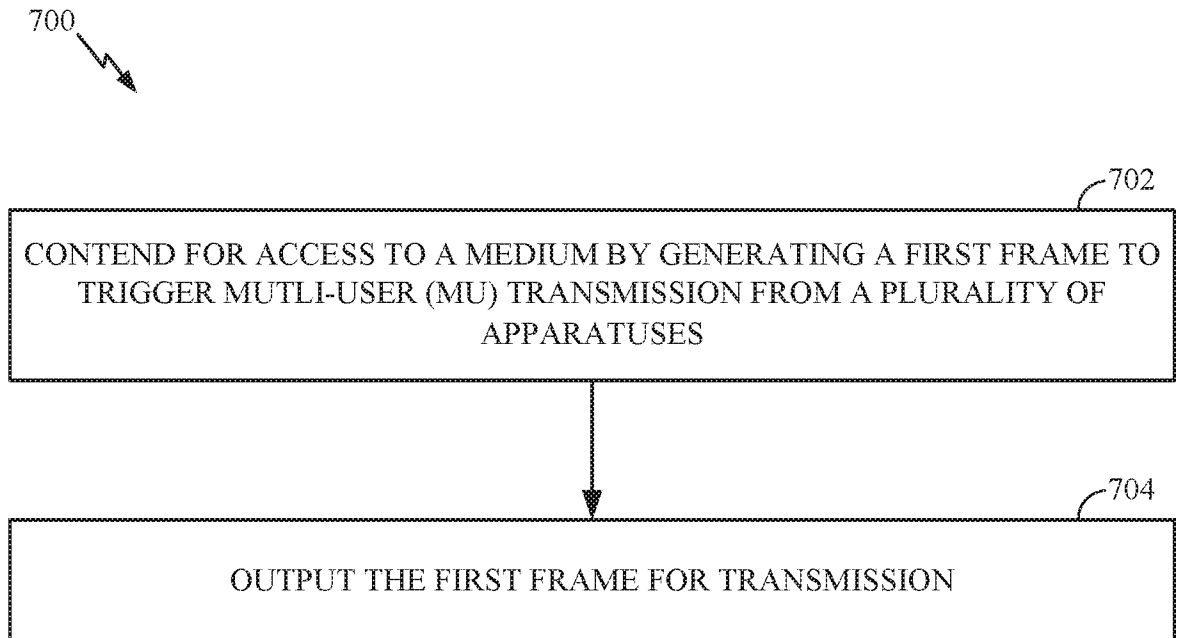 700
702
CONTEND FOR ACCESS TO A MEDIUM BY GENERATING A FIRST FRAME TO
TRIGGER MUTLI-USER (MU) TRANSMISSION FROM A PLURALITY OF
APPARATUSES
704
OUTPUT THE FIRST FRAME FOR TRANSMISSION